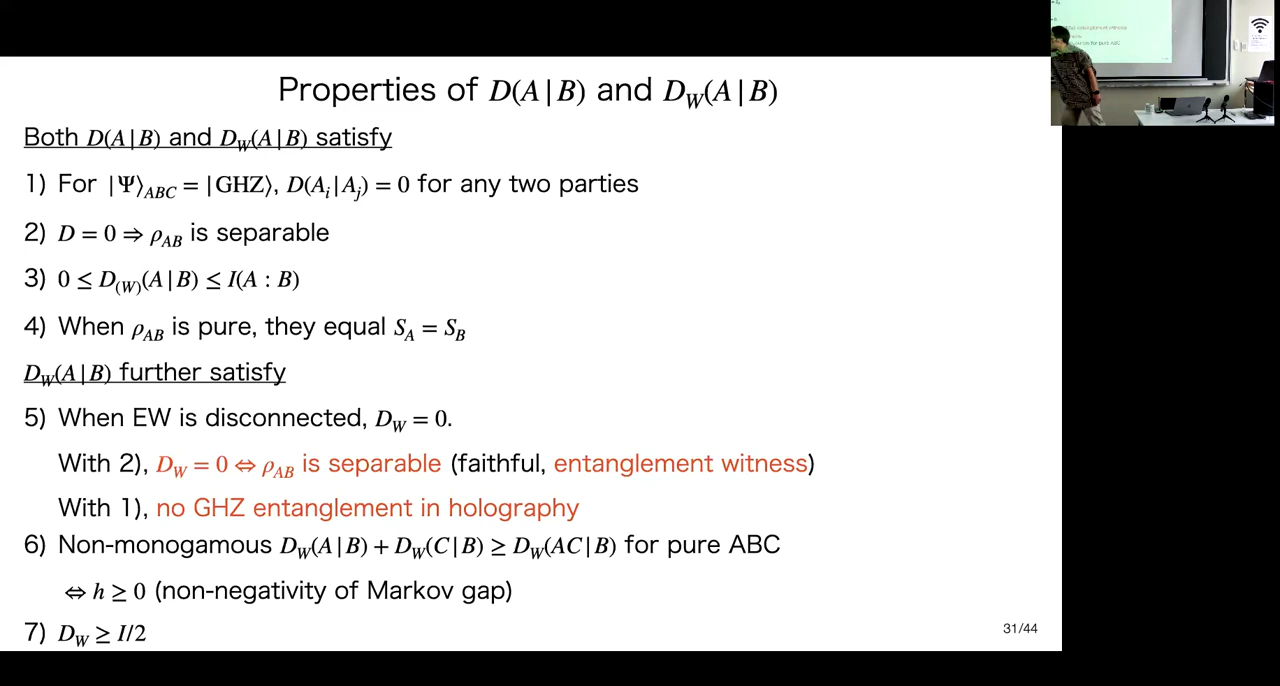 Properties of D(A|B) and D_W(A|B)
Both D(A|B) and D_W(A|B) satisfy
1) For |Ψ⟩_ABC = |GHZ⟩, D(A_i|A_j) = 0 for any two parties
2) D = 0 ⇒ ρ_AB is separable
3) 0 ≤ D_(W)(A|B) ≤ I(A : B)
4) When ρ_AB is pure, they equal S_A = S_B
D_W(A|B) further satisfy
5) When EW is disconnected, D_W = 0.
With 2), D_W = 0 ⇔ ρ_AB is separable (faithful, entanglement witness)
With 1), no GHZ entanglement in holography
6) Non-monogamous D_W(A|B) + D_W(C|B) ≥ D_W(AC|B) for pure ABC
⇔ h ≥ 0 (non-negativity of Markov gap)
7) D_W ≥ I/2
31/44